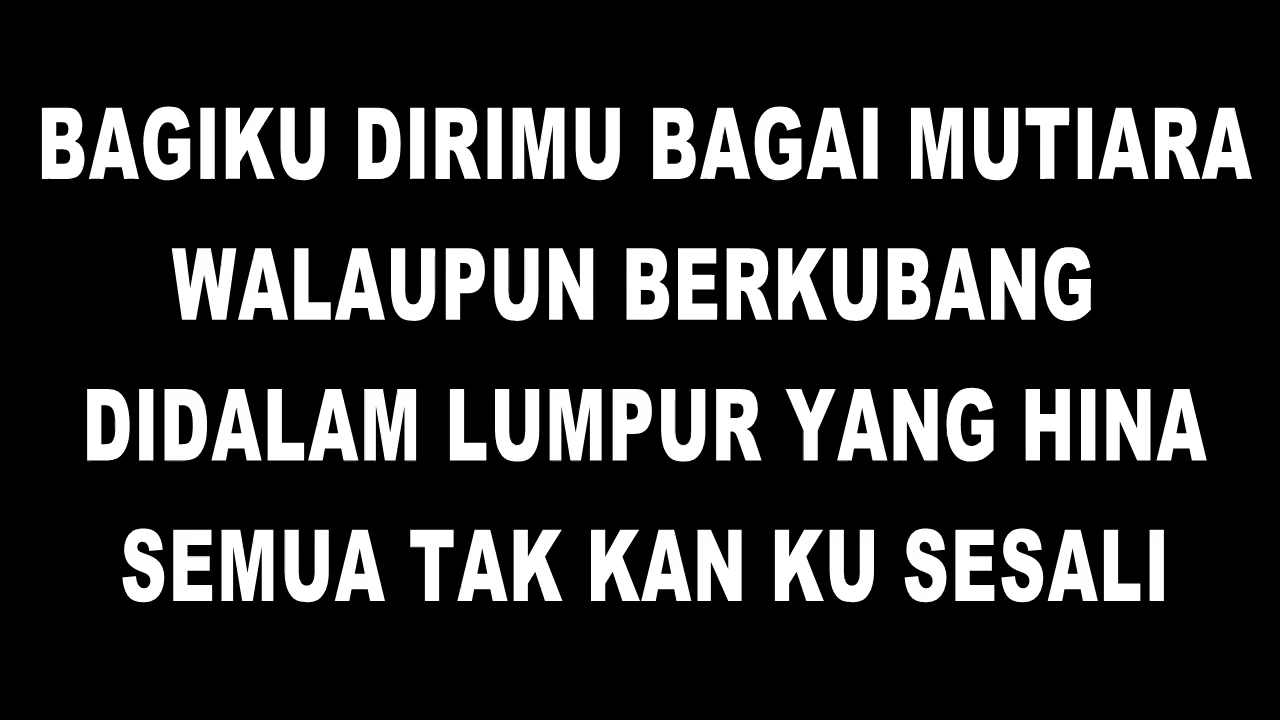 BAGIKU DIRIMU BAGAI MUTIARA
WALAUPUN BERKUBANG
DIDALAM LUMPUR YANG HINA
SEMUA TAK KAN KU SESALI